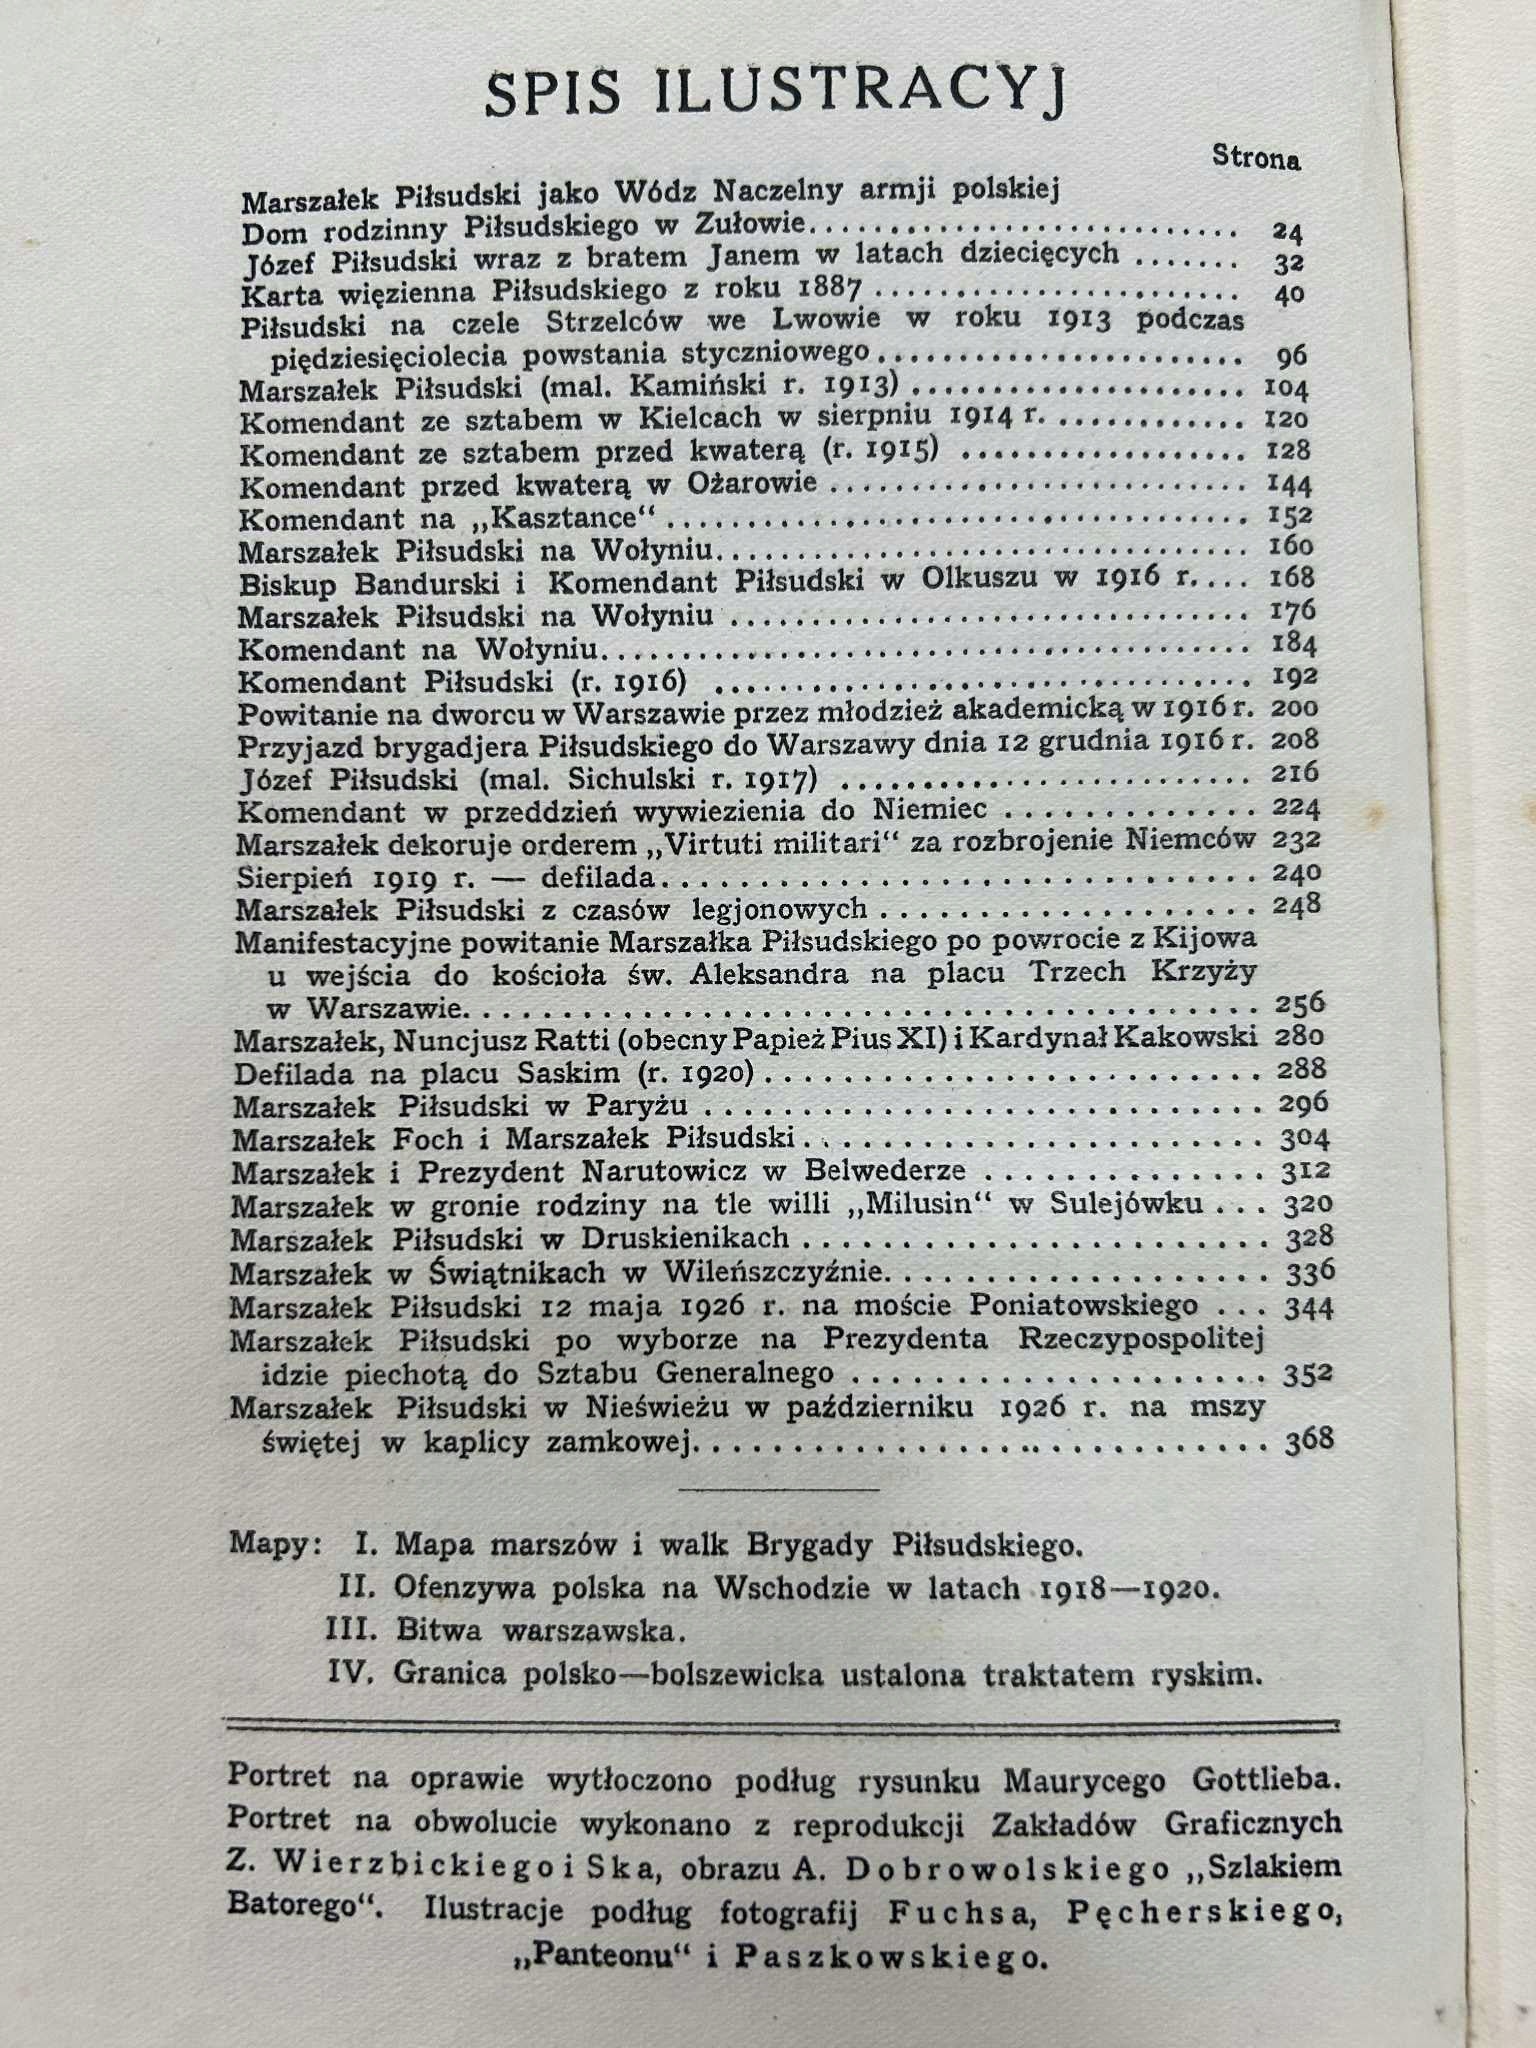 SPIS ILUSTRACYJ
Strona
Marszałek Piłsudski jako Wódz Naczelny armji polskiej
Dom rodzinny Piłsudskiego w Zułowie........................... 24
Józef Piłsudski wraz z bratem Janem w latach dziecięcych ....... 32
Karta więzienna Piłsudskiego z roku 1887 ....................... 40
Piłsudski na czele Strzelców we Lwowie w roku 1913 podczas
piędziesięciolecia powstania styczniowego....................... 96
Marszałek Piłsudski (mal. Kamiński r. 1913) ..................... 104
Komendant ze sztabem w Kielcach w sierpniu 1914 r. ............ 120
Komendant ze sztabem przed kwaterą (r. 1915) .................. 128
Komendant przed kwaterą w Ożarowie .......................... 144
Komendant na „Kasztance“ .................................... 152
Marszałek Piłsudski na Wołyniu................................. 160
Biskup Bandurski i Komendant Piłsudski w Olkuszu w 1916 r.... 168
Marszałek Piłsudski na Wołyniu ................................ 176
Komendant na Wołyniu........................................ 184
Komendant Piłsudski (r. 1916) ................................. 192
Powitanie na dworcu w Warszawie przez młodzież akademicką w 1916 r. 200
Przyjazd brygadjera Piłsudskiego do Warszawy dnia 12 grudnia 1916 r. 208
Józef Piłsudski (mal. Sichulski r. 1917) .......................... 216
Komendant w przeddzień wywiezienia do Niemiec ............. 224
Marszałek dekoruje orderem „Virtuti militari“ za rozbrojenie Niemców 232
Sierpień 1919 r. — defilada.................................... 240
Marszałek Piłsudski z czasów legjonowych ................... 248
Manifestacyjne powitanie Marszałka Piłsudskiego po powrocie z Kijowa
u wejścia do kościoła św. Aleksandra na placu Trzech Krzyży
w Warszawie................................................ 256
Marszałek, Nuncjusz Ratti (obecny Papież Pius XI) i Kardynał Kakowski 280
Defilada na placu Saskim (r. 1920) .............................. 288
Marszałek Piłsudski w Paryżu .................................. 296
Marszałek Foch i Marszałek Piłsudski............................ 304
Marszałek i Prezydent Narutowicz w Belwederze ................ 312
Marszałek w gronie rodziny na tle willi „Milusin“ w Sulejówku ... 320
Marszałek Piłsudski w Druskienikach ............................ 328
Marszałek w Świątnikach w Wileńszczyźnie....................... 336
Marszałek Piłsudski 12 maja 1926 r. na moście Poniatowskiego ... 344
Marszałek Piłsudski po wyborze na Prezydenta Rzeczypospolitej
idzie piechotą do Sztabu Generalnego ......................... 352
Marszałek Piłsudski w Nieświeżu w październiku 1926 r. na mszy
świętej w kaplicy zamkowej................................... 368
Mapy: I. Mapa marszów i walk Brygady Piłsudskiego.
II. Ofenzywa polska na Wschodzie w latach 1918—1920.
III. Bitwa warszawska.
IV. Granica polsko—bolszewicka ustalona traktatem ryskim.
Portret na oprawie wytłoczono podług rysunku Maurycego Gottlieba.
Portret na obwolucie wykonano z reprodukcji Zakładów Graficznych
Z. Wierzbickiego i Ska, obrazu A. Dobrowolskiego „Szlakiem
Batorego“. Ilustracje podług fotografij Fuchsa, Pęcherskiego,
„Panteonu“ i Paszkowskiego.